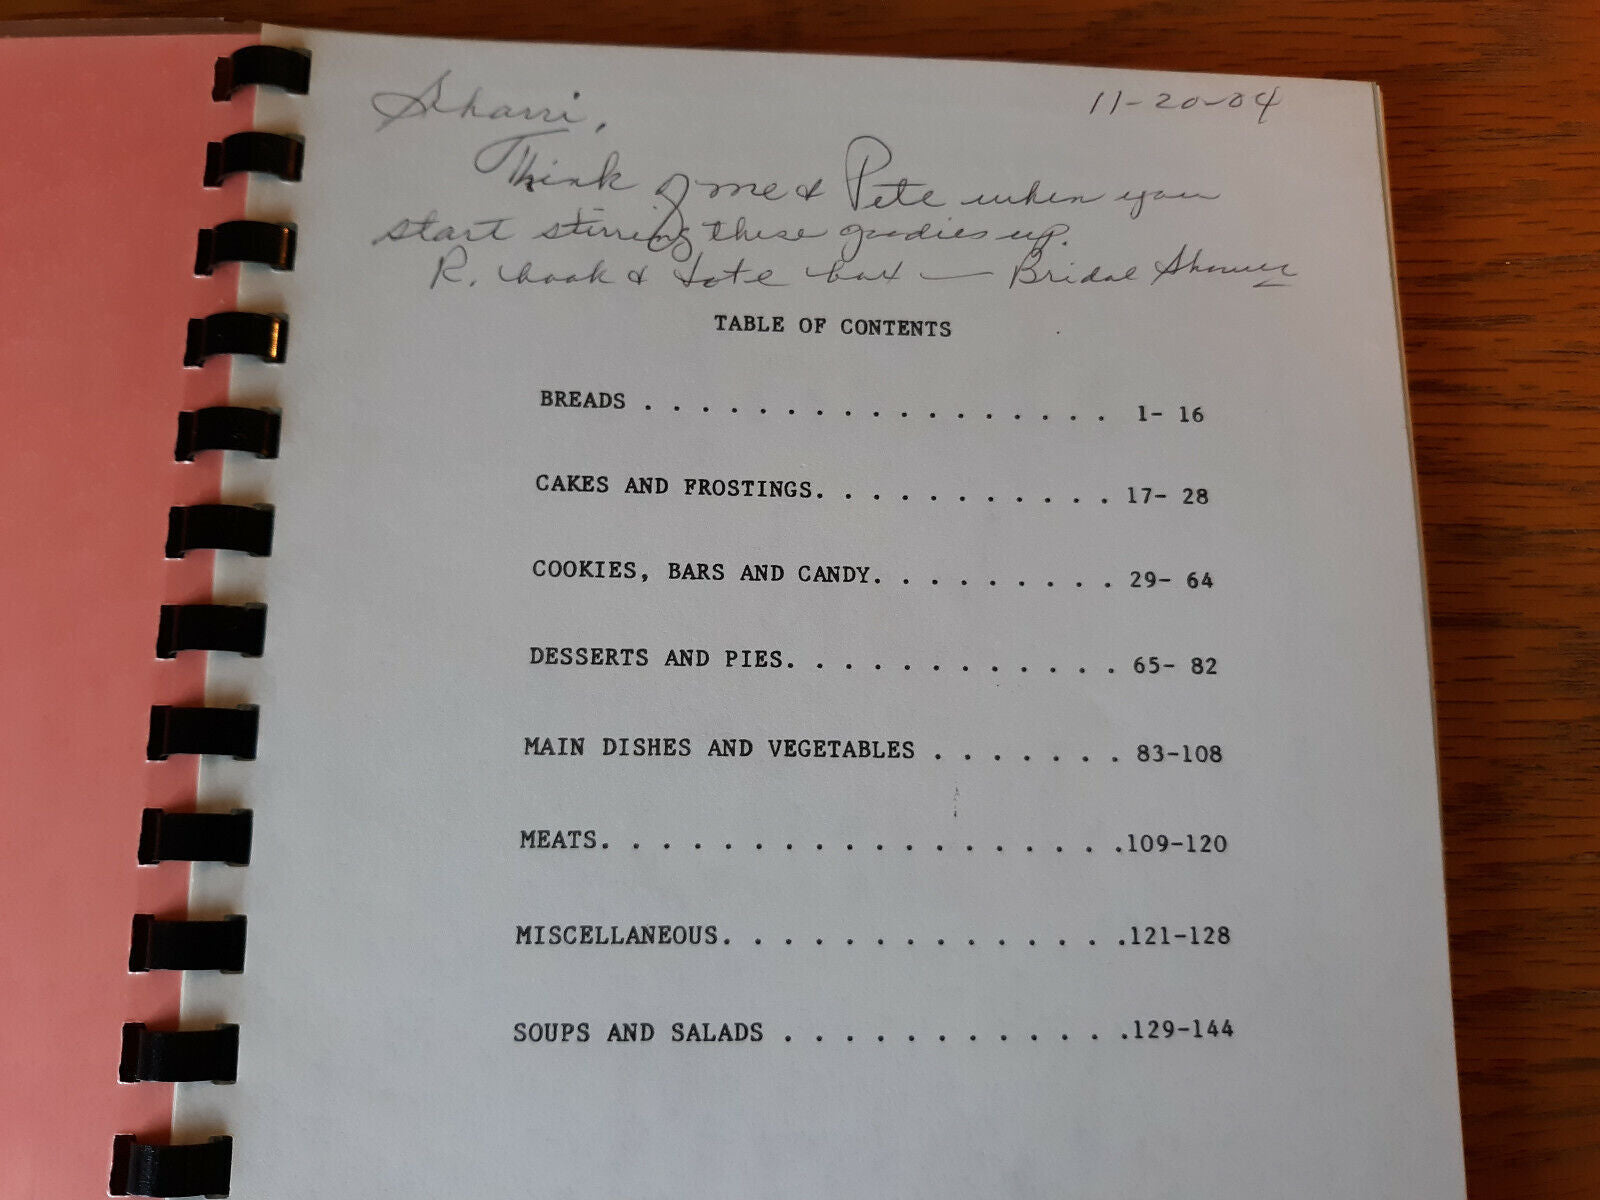 Sharri, 11-20-04
Think of me & Pete when you
start stirring these goodies up.
R. book & tote box — Bridal Shower
TABLE OF CONTENTS
BREADS . . . . . . . . . . . . . . . . . 1- 16
CAKES AND FROSTINGS. . . . . . . . . . . 17- 28
COOKIES, BARS AND CANDY. . . . . . . . . 29- 64
DESSERTS AND PIES. . . . . . . . . . . . 65- 82
MAIN DISHES AND VEGETABLES . . . . . . . 83-108
MEATS. . . . . . . . . . . . . . . . . .109-120
MISCELLANEOUS. . . . . . . . . . . . . .121-128
SOUPS AND SALADS . . . . . . . . . . . .129-144